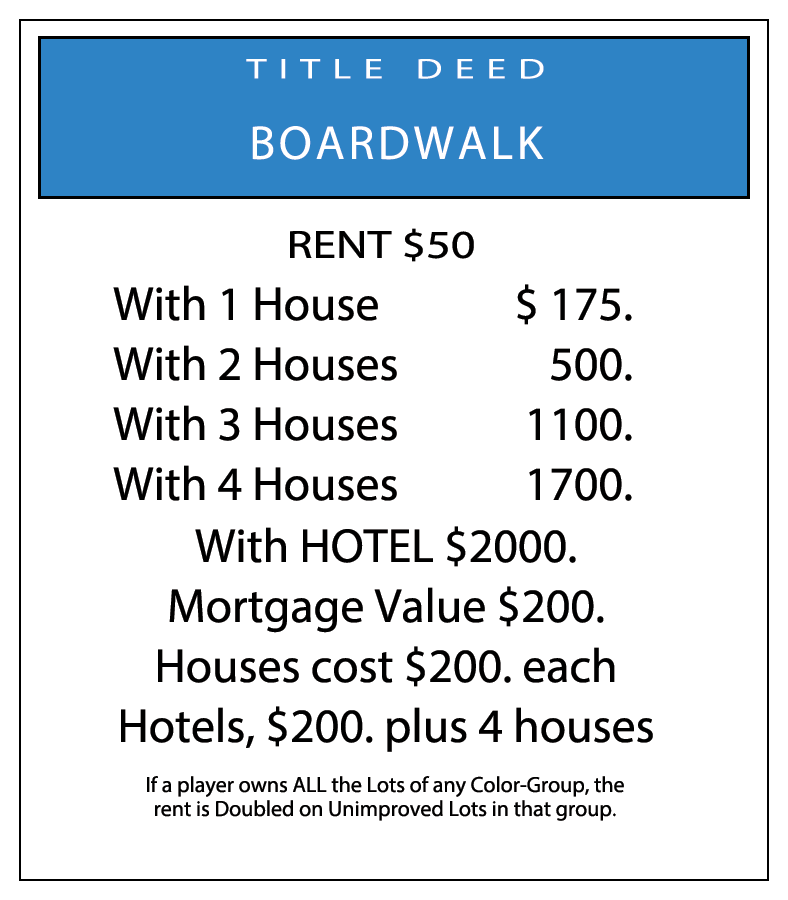 TITLE DEED
BOARDWALK
RENT $50
With 1 House $ 175.
With 2 Houses 500.
With 3 Houses 1100.
With 4 Houses 1700.
With HOTEL $2000.
Mortgage Value $200.
Houses cost $200. each
Hotels, $200. plus 4 houses
If a player owns ALL the Lots of any Color-Group, the
rent is Doubled on Unimproved Lots in that group.